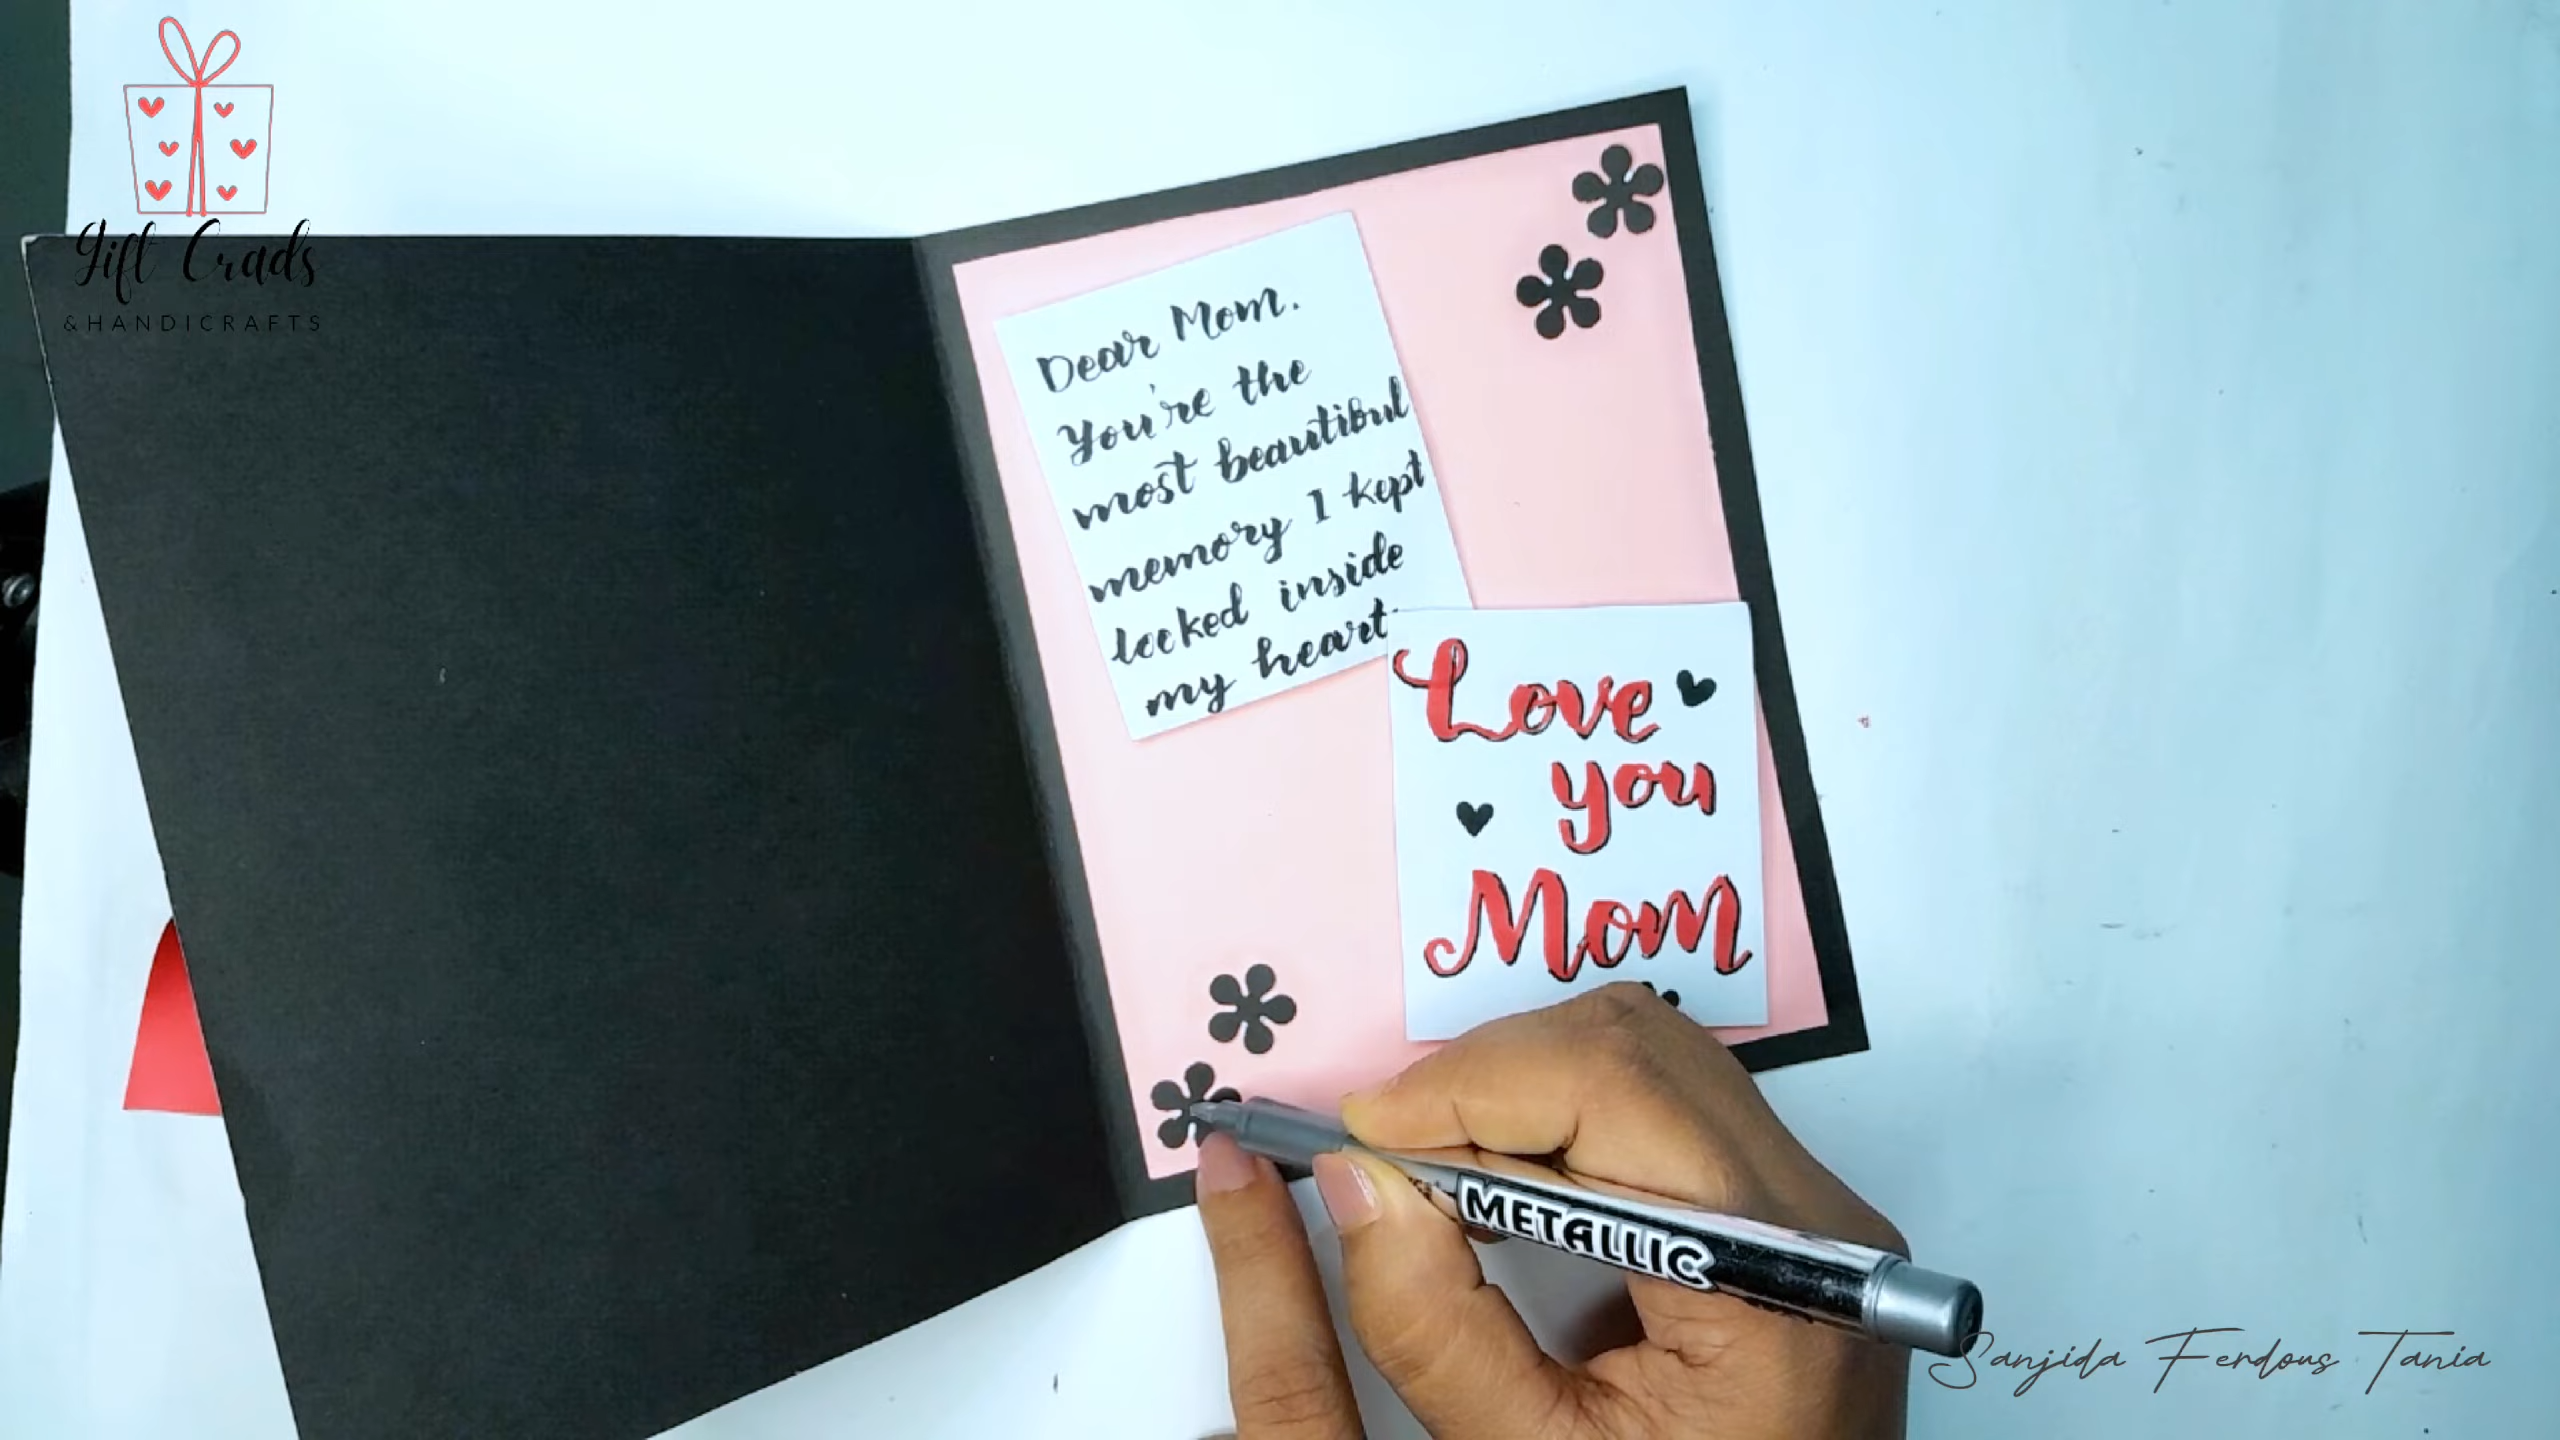 Gift Crads
&HANDICRAFTS
Dear Mom.
You're the
most beautibul
memory I kept
locked inside
my heart.
Love
you
Mom
METALLIC
Sanjida Ferdous Tania